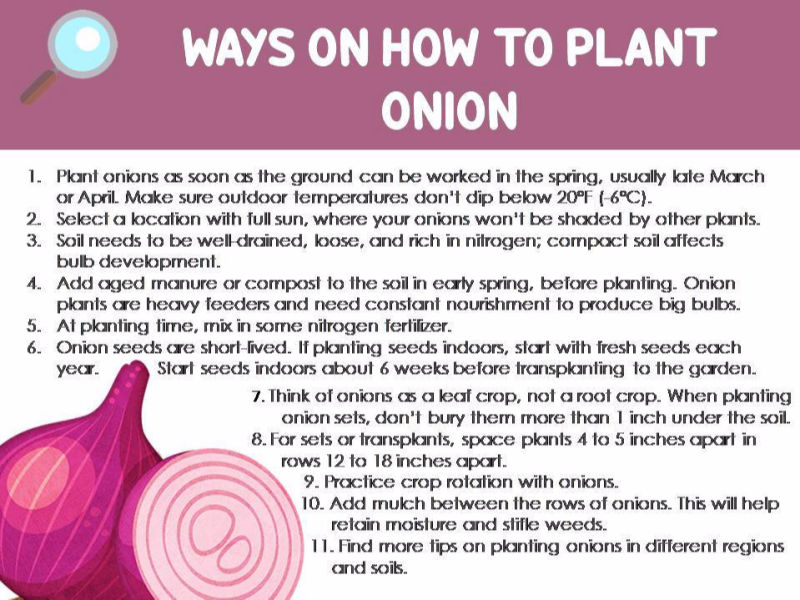 WAYS ON HOW TO PLANT
ONION
1. Plant onions as soon as the ground can be worked in the spring, usually late March
or April. Make sure outdoor temperatures don't dip below 20°F (-6°C).
2. Select a location with full sun, where your onions won't be shaded by other plants.
3. Soil needs to be well-drained, loose, and rich in nitrogen; compact soil affects
bulb development.
4. Add aged manure or compost to the soil in early spring, before planting. Onion
plants are heavy feeders and need constant nourishment to produce big bulbs.
5. At planting time, mix in some nitrogen fertilizer.
6. Onion seeds are short-lived. If planting seeds indoors, start with fresh seeds each
year. Start seeds indoors about 6 weeks before transplanting to the garden.
7. Think of onions as a leaf crop, not a root crop. When planting
onion sets, don't bury them more than 1 inch under the soil.
8. For sets or transplants, space plants 4 to 5 inches apart in
rows 12 to 18 inches apart.
9. Practice crop rotation with onions.
10. Add mulch between the rows of onions. This will help
retain moisture and stifle weeds.
11. Find more tips on planting onions in different regions
and soils.